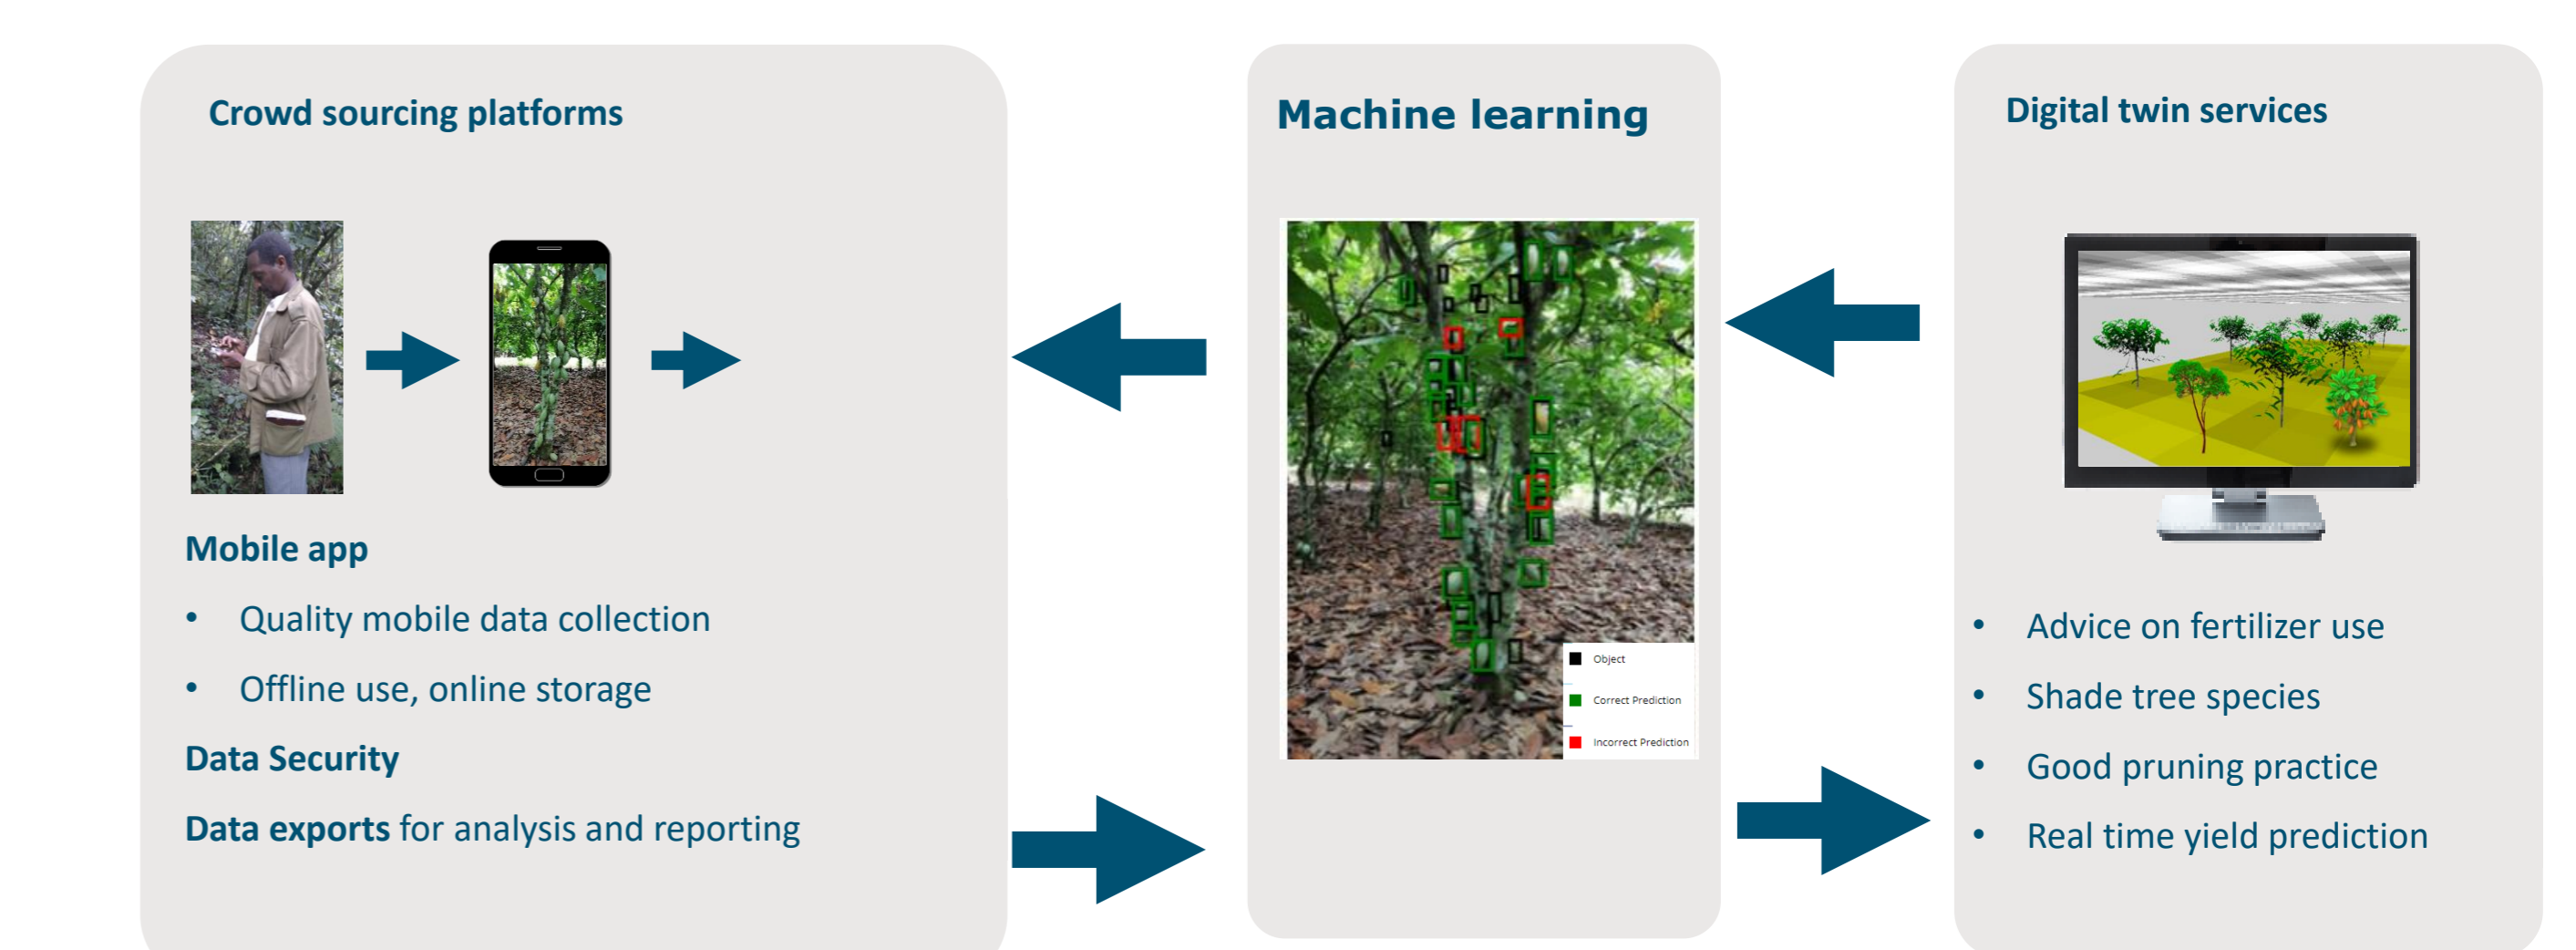 Crowd sourcing platforms
Mobile app
• Quality mobile data collection
• Offline use, online storage
Data Security
Data exports for analysis and reporting
Machine learning
Object
Correct Prediction
Incorrect Prediction
Digital twin services
• Advice on fertilizer use
• Shade tree species
• Good pruning practice
• Real time yield prediction